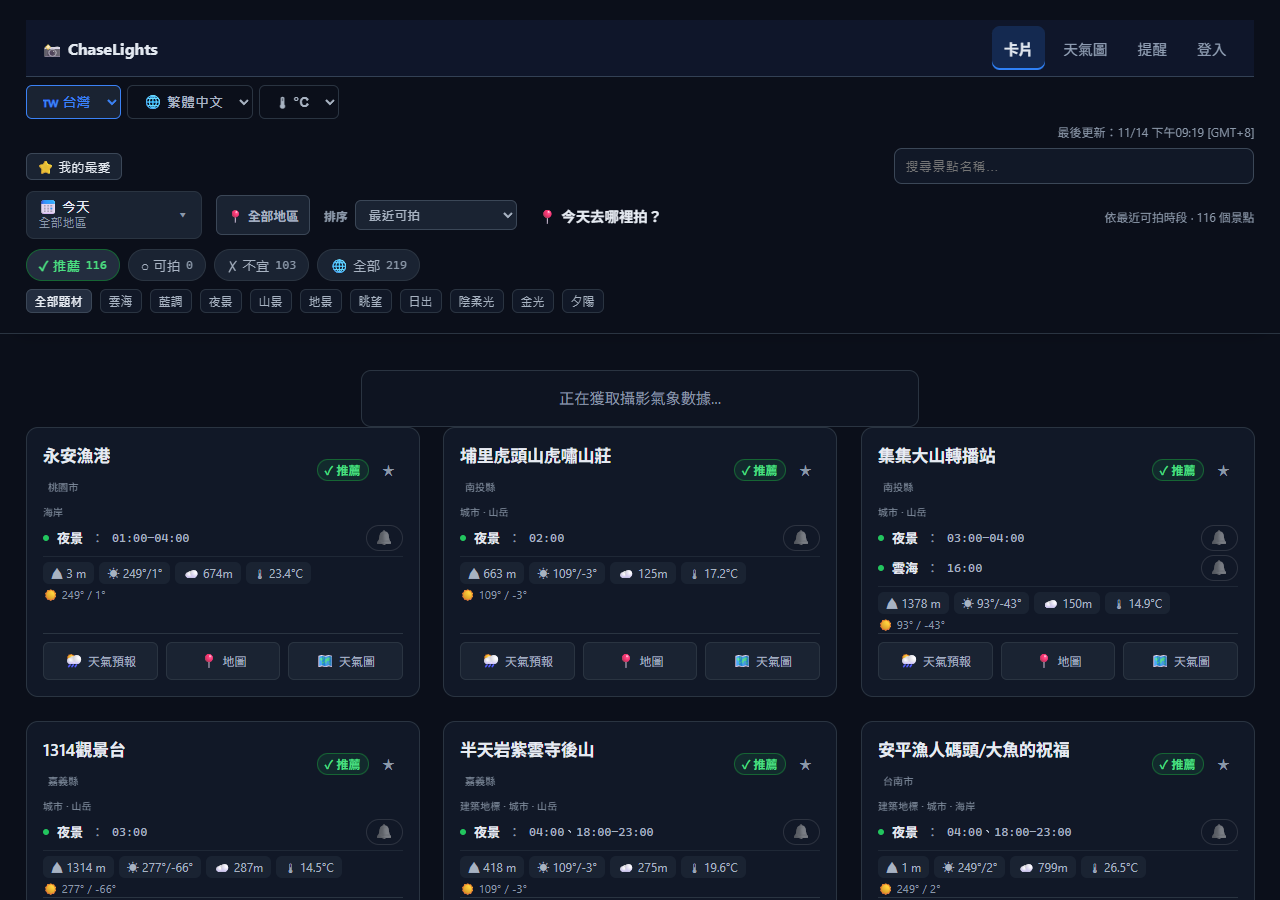 ChaseLights
卡片 天氣圖 提醒 登入
TW 台灣 繁體中文 °C
最後更新：11/14 下午09:19 [GMT+8]
我的最愛
搜尋景點名稱...
今天
全部地區
全部地區
排序 最近可拍
今天去哪裡拍？
依最近可拍時段 · 116 個景點
✓ 推薦 116 ○ 可拍 0 ✗ 不宜 103 全部 219
全部題材 雲海 藍調 夜景 山景 地景 眺望 日出 陰柔光 金光 夕陽
正在獲取攝影氣象數據...
永安漁港
✓ 推薦 ★
桃園市
海岸
夜景 ： 01:00–04:00
3 m 249°/1° 674m 23.4°C
249° / 1°
天氣預報 地圖 天氣圖
埔里虎頭山虎嘯山莊
✓ 推薦 ★
南投縣
城市 · 山岳
夜景 ： 02:00
663 m 109°/-3° 125m 17.2°C
109° / -3°
天氣預報 地圖 天氣圖
集集大山轉播站
✓ 推薦 ★
南投縣
城市 · 山岳
夜景 ： 03:00–04:00
雲海 ： 16:00
1378 m 93°/-43° 150m 14.9°C
93° / -43°
天氣預報 地圖 天氣圖
1314觀景台
✓ 推薦 ★
嘉義縣
城市 · 山岳
夜景 ： 03:00
1314 m 277°/-66° 287m 14.5°C
277° / -66°
半天岩紫雲寺後山
✓ 推薦 ★
嘉義縣
建築地標 · 城市 · 山岳
夜景 ： 04:00、18:00–23:00
418 m 109°/-3° 275m 19.6°C
109° / -3°
安平漁人碼頭/大魚的祝福
✓ 推薦 ★
台南市
建築地標 · 城市 · 海岸
夜景 ： 04:00、18:00–23:00
1 m 249°/2° 799m 26.5°C
249° / 2°